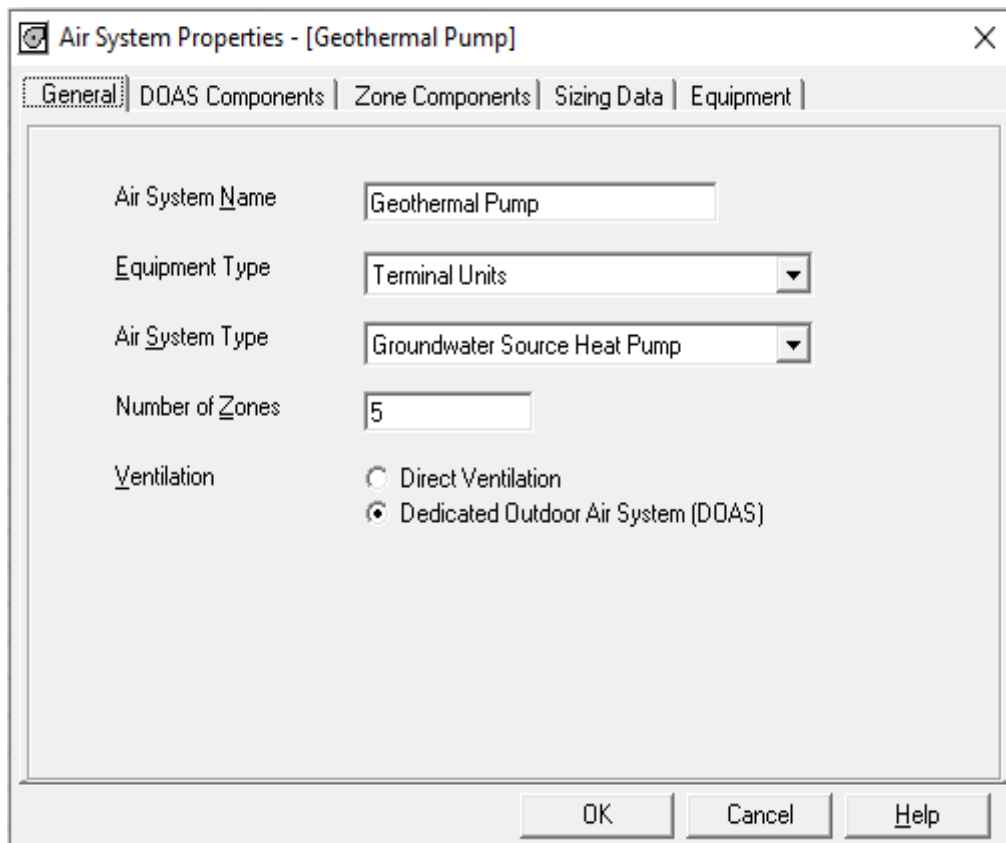 Air System Properties - [Geothermal Pump]
General DOAS Components Zone Components Sizing Data Equipment
Air System Name Geothermal Pump
Equipment Type Terminal Units
Air System Type Groundwater Source Heat Pump
Number of Zones 5
Ventilation Direct Ventilation
Dedicated Outdoor Air System (DOAS)
OK Cancel Help